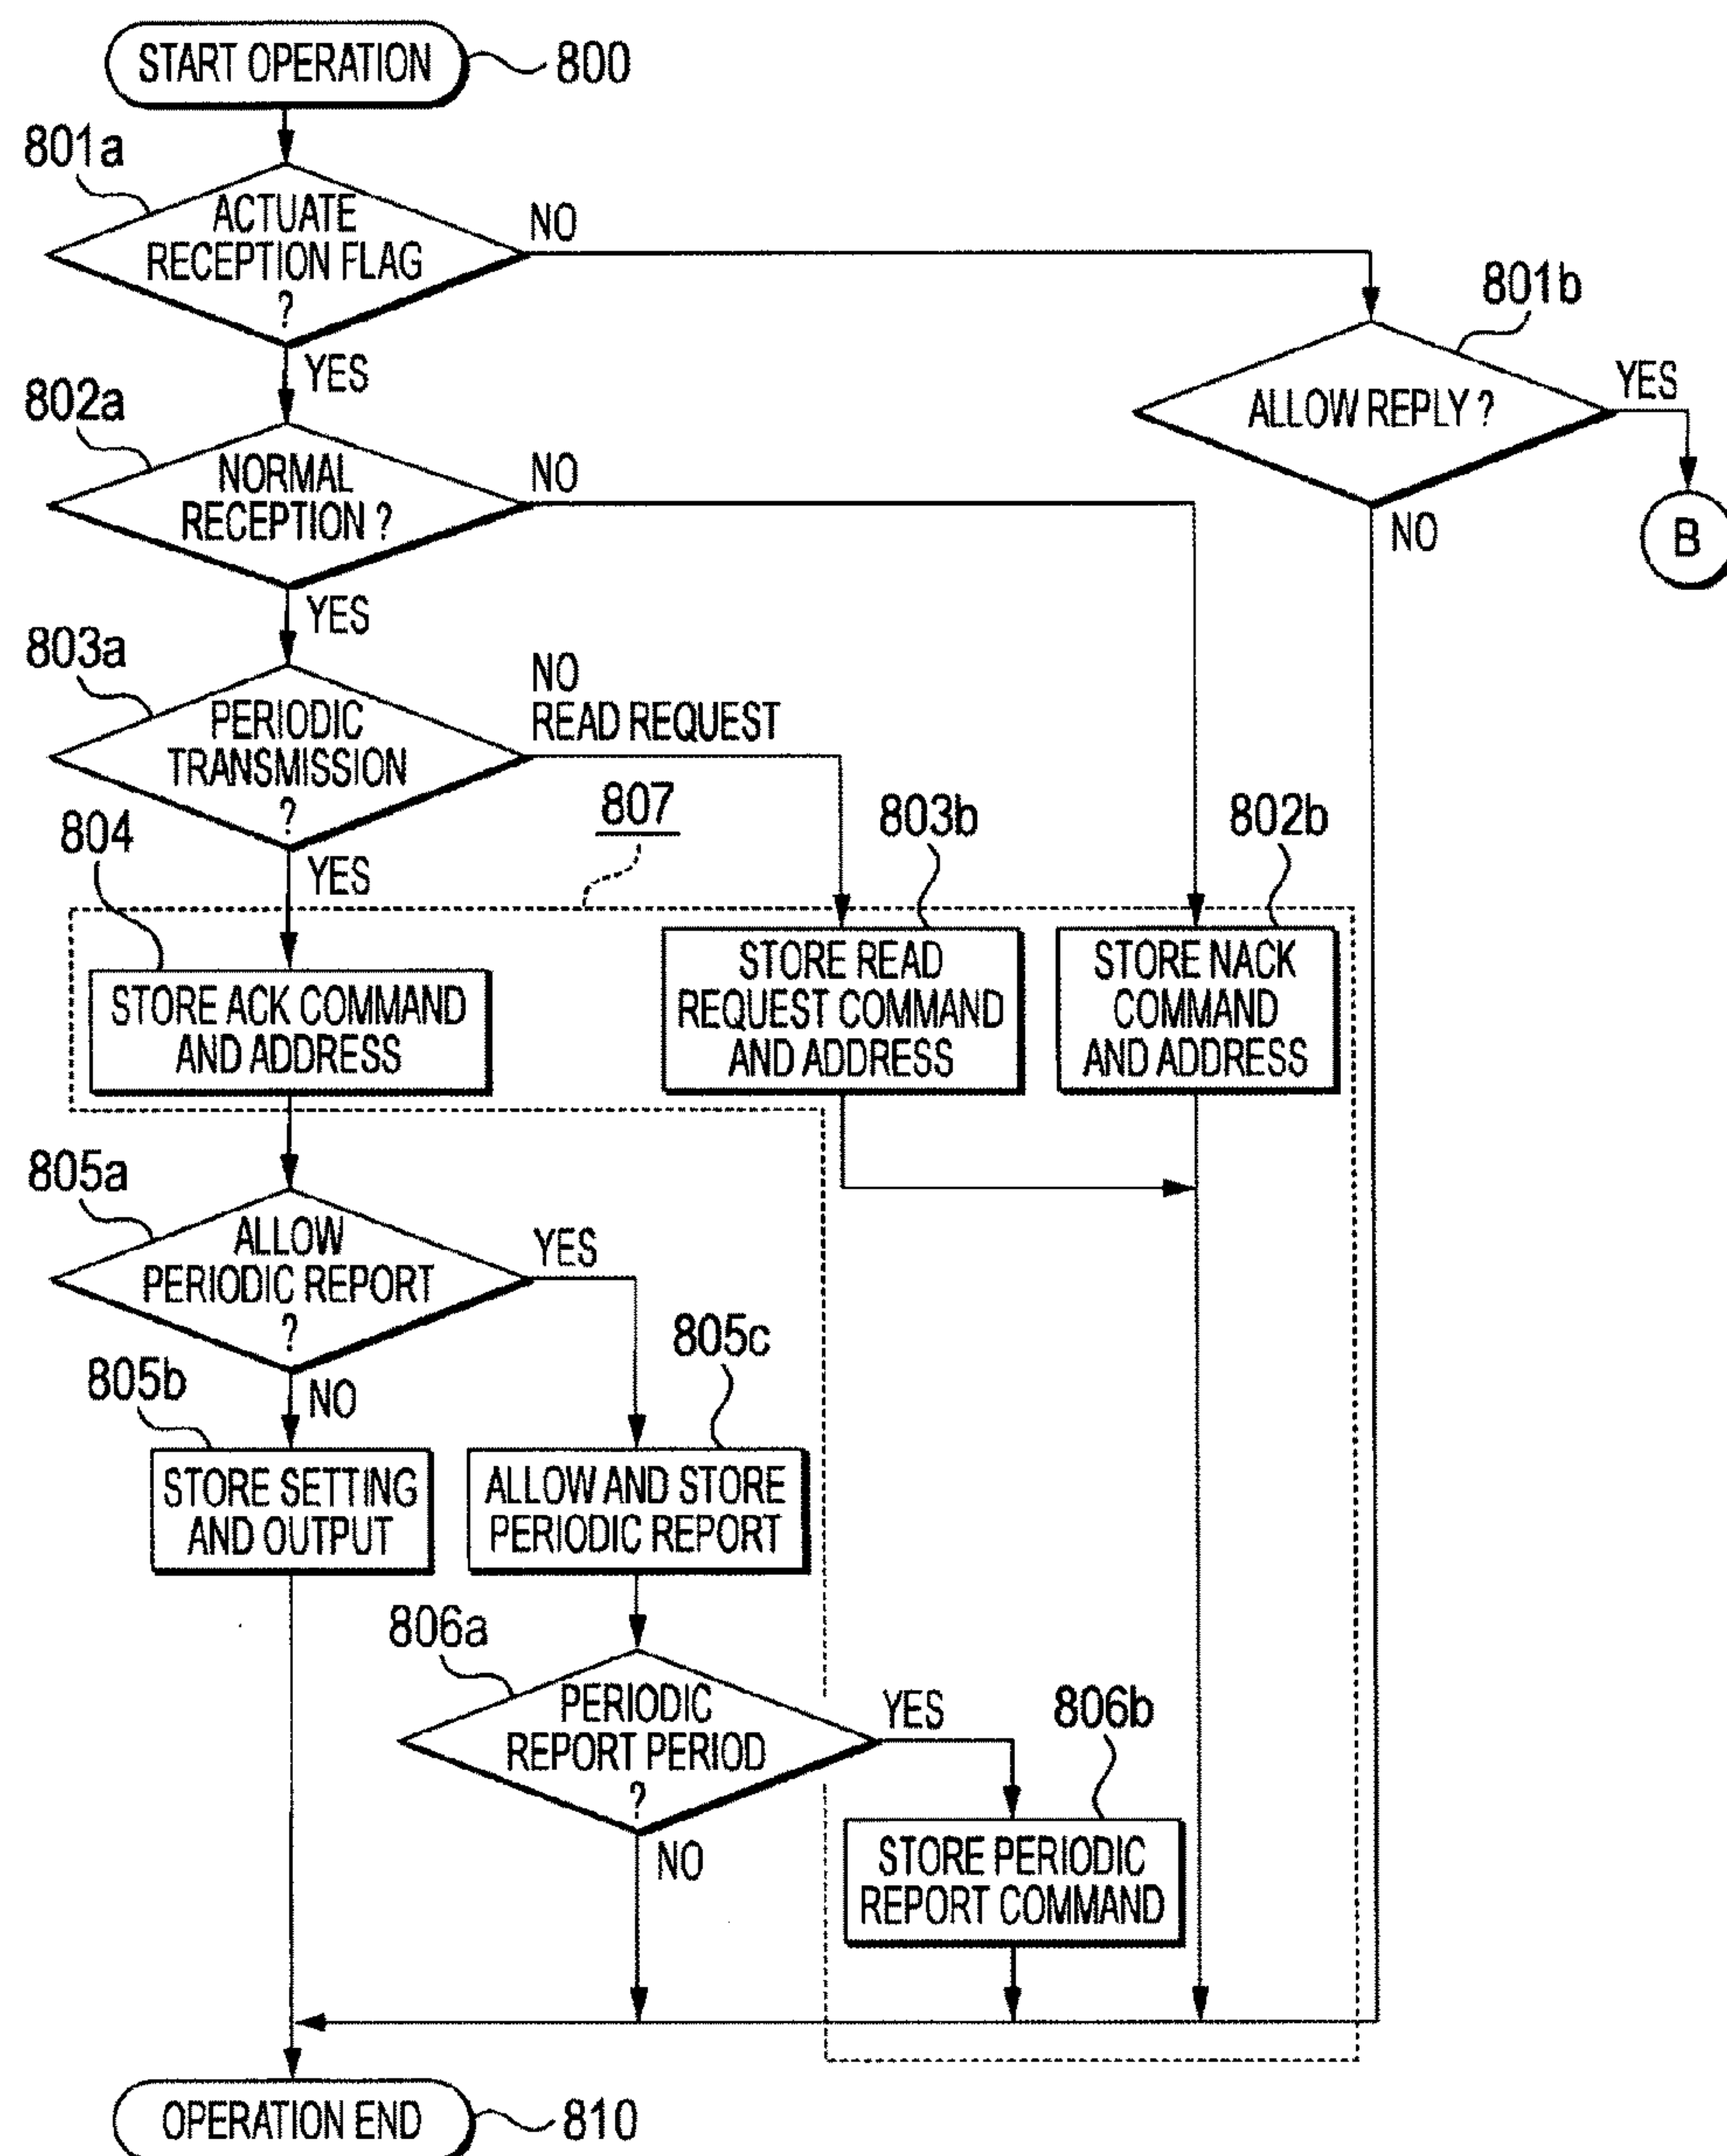 START OPERATION
800
801a
ACTUATE
RECEPTION FLAG
?
NO
YES
801b
ALLOW REPLY ?
YES
NO
B
802a
NORMAL
RECEPTION ?
NO
YES
803a
PERIODIC
TRANSMISSION
?
NO
READ REQUEST
YES
807
804
STORE ACK COMMAND
AND ADDRESS
803b
STORE READ
REQUEST COMMAND
AND ADDRESS
802b
STORE NACK
COMMAND
AND ADDRESS
805a
ALLOW
PERIODIC REPORT
?
YES
NO
805b
STORE SETTING
AND OUTPUT
805c
ALLOW AND STORE
PERIODIC REPORT
806a
PERIODIC
REPORT PERIOD
?
YES
NO
806b
STORE PERIODIC
REPORT COMMAND
OPERATION END
810